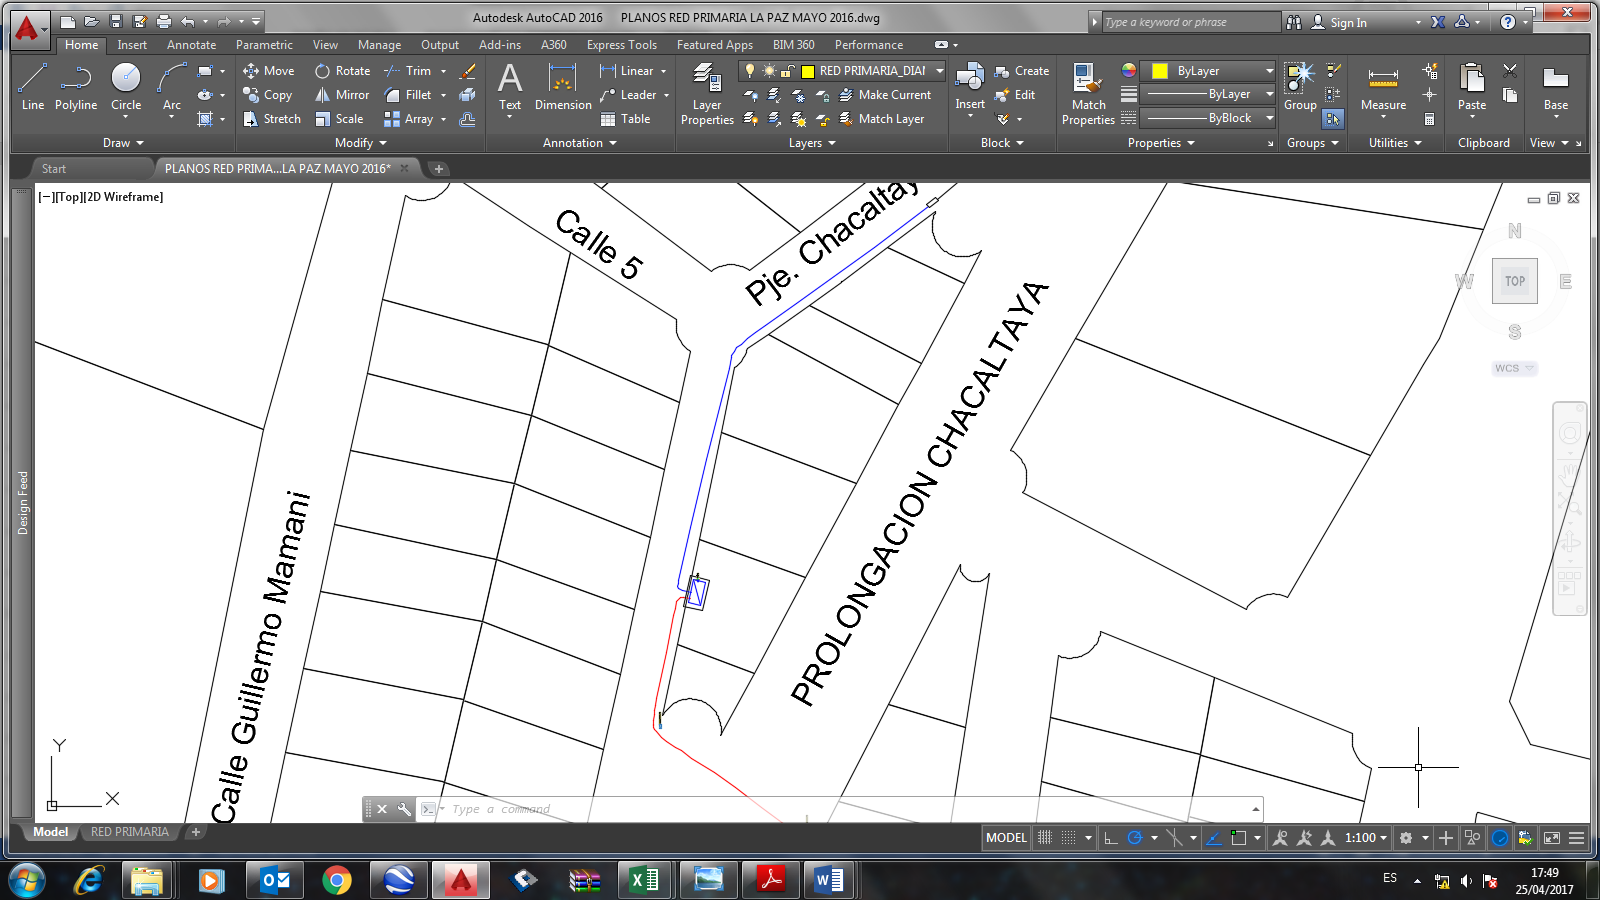 Autodesk AutoCAD 2016 PLANOS RED PRIMARIA LA PAZ MAYO 2016.dwg
Type a keyword or phrase
Sign In
Home Insert Annotate Parametric View Manage Output Add-ins A360 Express Tools Featured Apps BIM 360 Performance
Line
Polyline
Circle
Arc
Draw
Move
Copy
Stretch
Rotate
Mirror
Scale
Trim
Fillet
Array
Modify
Text
Dimension
Linear
Leader
Table
Annotation
Layer
Properties
RED PRIMARIA_DIAM
Make Current
Match Layer
Layers
Insert
Create
Edit
Block
Match
Properties
ByLayer
ByLayer
ByBlock
Properties
Group
Groups
Measure
Utilities
Paste
Clipboard
Base
View
Start
PLANOS RED PRIMA...LA PAZ MAYO 2016*
[−][Top][2D Wireframe]
Design Feed
Calle 5
Pje. Chacaltay
PROLONGACION CHACALTAYA
Calle Guillermo Mamani
N
W
TOP
E
S
WCS
Y
X
Type a command
Model
RED PRIMARIA
MODEL
1:100
ES
17:49
25/04/2017